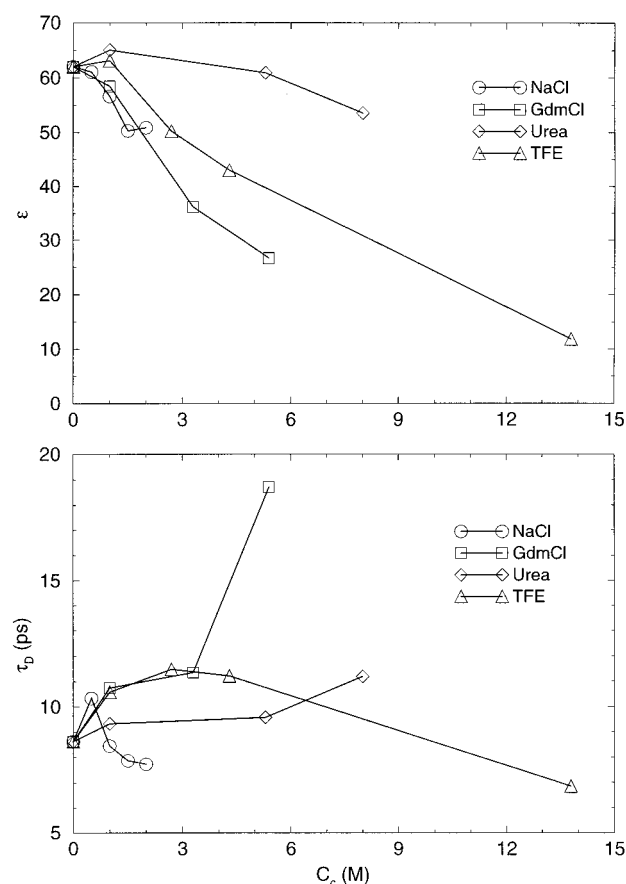 70
60
50
40
30
20
10
0
ε
NaCl
GdmCl
Urea
TFE
0 3 6 9 12 15
20
15
10
5
τD (ps)
NaCl
GdmCl
Urea
TFE
0 3 6 9 12 15
Cc (M)